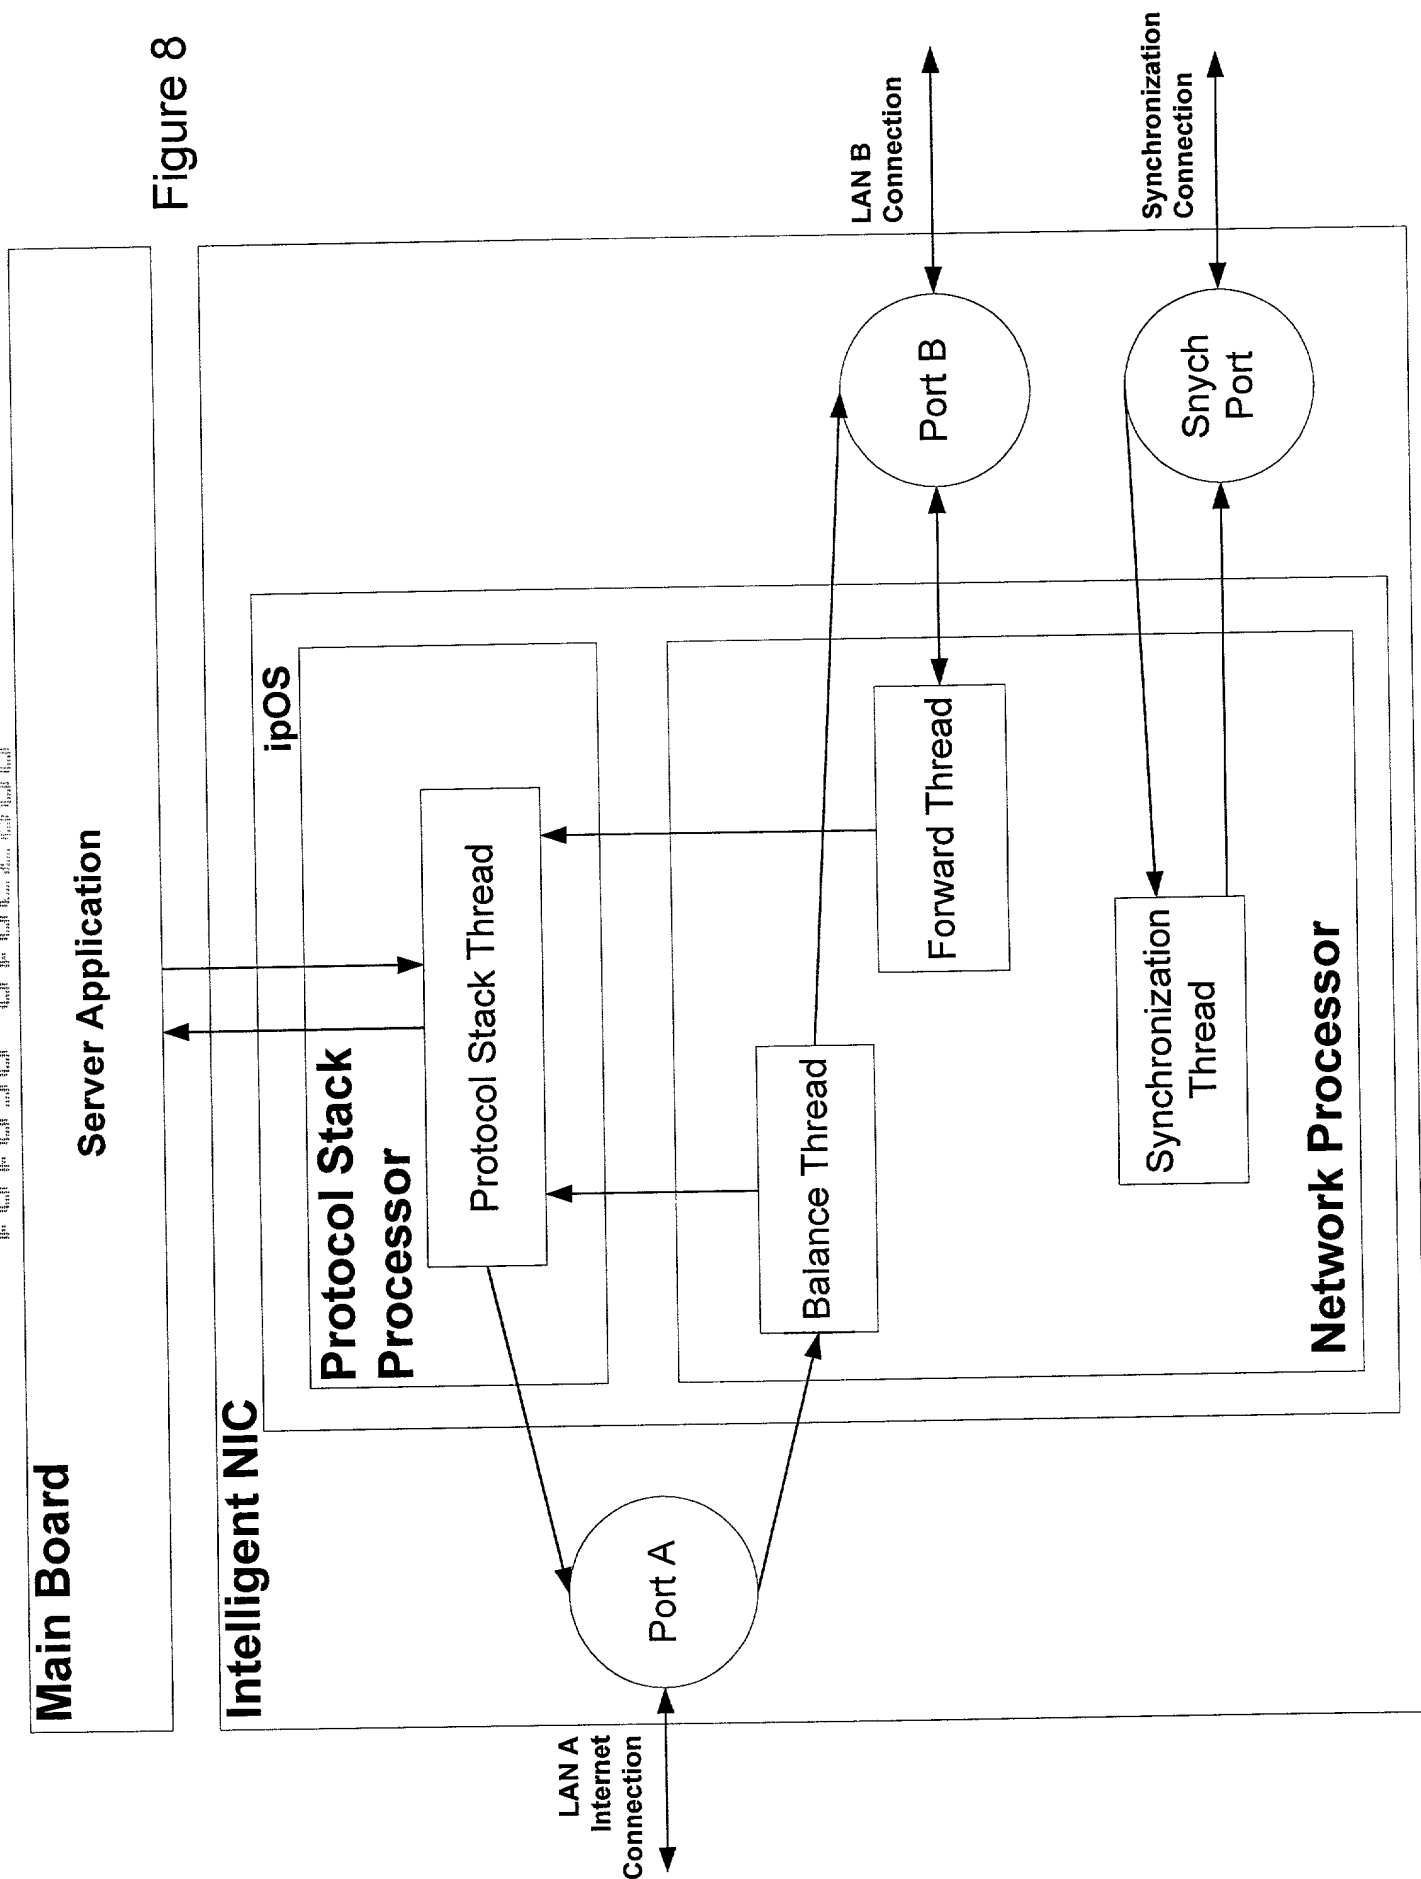 Figure 8
Main Board
Server Application
Intelligent NIC
ipOS
Protocol Stack
Processor
Protocol Stack Thread
LAN A
Internet
Connection
Port A
Balance Thread
Forward Thread
Port B
LAN B
Connection
Synchronization
Thread
Snych
Port
Synchronization
Connection
Network Processor